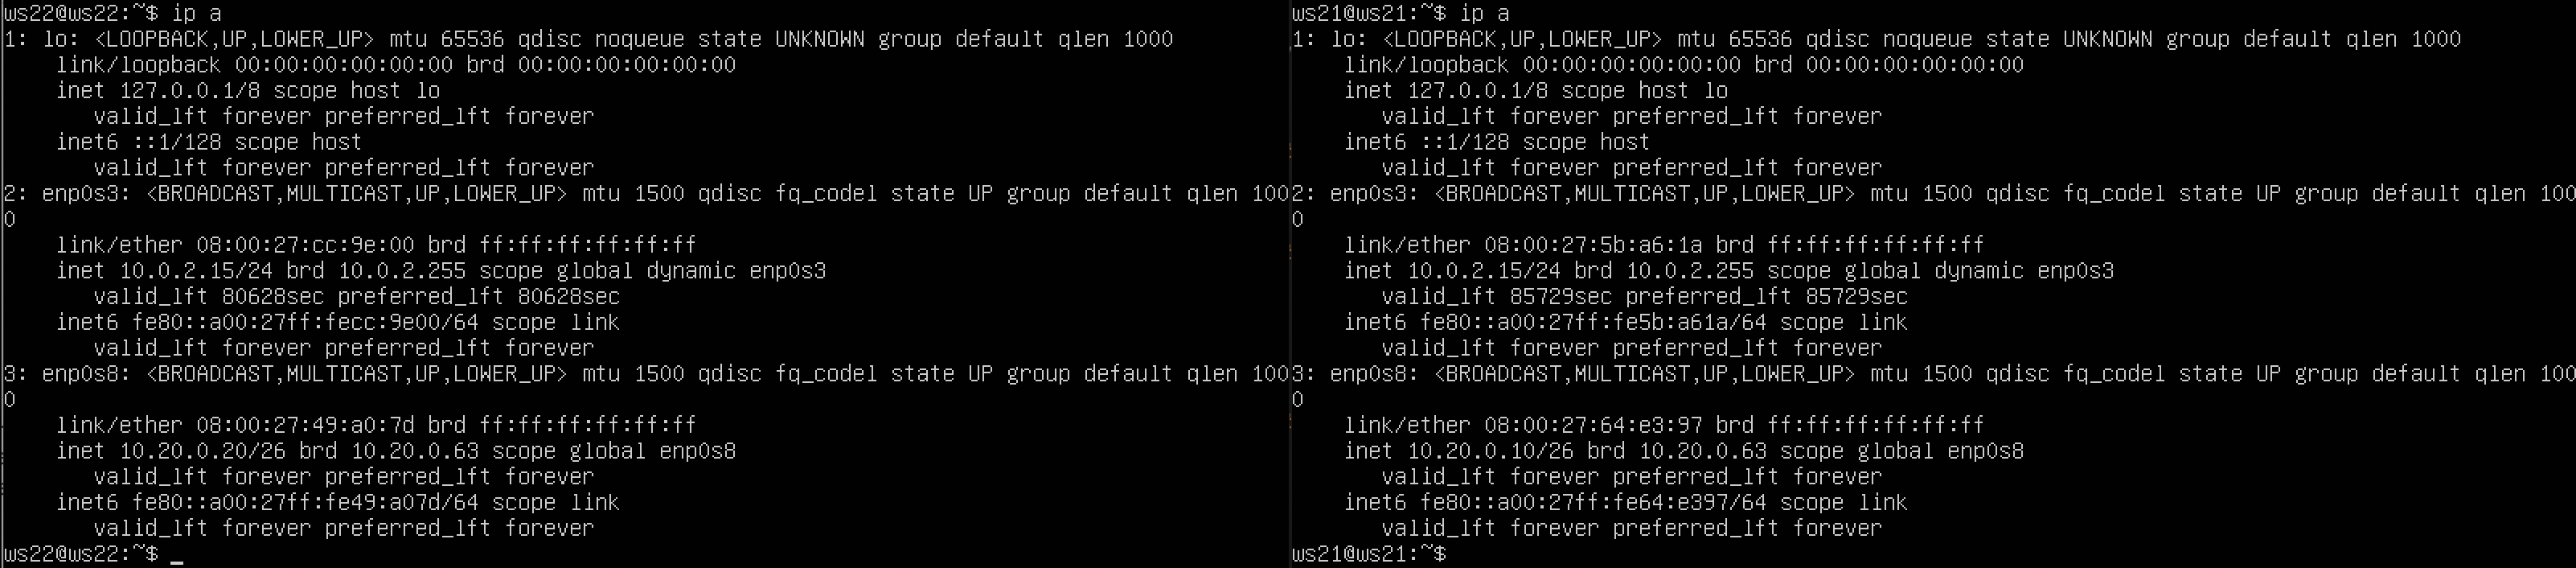 ws22@ws22:~$ ip a
1: lo: <LOOPBACK,UP,LOWER_UP> mtu 65536 qdisc noqueue state UNKNOWN group default qlen 1000
    link/loopback 00:00:00:00:00:00 brd 00:00:00:00:00:00
    inet 127.0.0.1/8 scope host lo
       valid_lft forever preferred_lft forever
    inet6 ::1/128 scope host
       valid_lft forever preferred_lft forever
2: enp0s3: <BROADCAST,MULTICAST,UP,LOWER_UP> mtu 1500 qdisc fq_codel state UP group default qlen 100
0
    link/ether 08:00:27:cc:9e:00 brd ff:ff:ff:ff:ff:ff
    inet 10.0.2.15/24 brd 10.0.2.255 scope global dynamic enp0s3
       valid_lft 80628sec preferred_lft 80628sec
    inet6 fe80::a00:27ff:fecc:9e00/64 scope link
       valid_lft forever preferred_lft forever
3: enp0s8: <BROADCAST,MULTICAST,UP,LOWER_UP> mtu 1500 qdisc fq_codel state UP group default qlen 100
0
    link/ether 08:00:27:49:a0:7d brd ff:ff:ff:ff:ff:ff
    inet 10.20.0.20/26 brd 10.20.0.63 scope global enp0s8
       valid_lft forever preferred_lft forever
    inet6 fe80::a00:27ff:fe49:a07d/64 scope link
       valid_lft forever preferred_lft forever
ws22@ws22:~$ _
ws21@ws21:~$ ip a
1: lo: <LOOPBACK,UP,LOWER_UP> mtu 65536 qdisc noqueue state UNKNOWN group default qlen 1000
    link/loopback 00:00:00:00:00:00 brd 00:00:00:00:00:00
    inet 127.0.0.1/8 scope host lo
       valid_lft forever preferred_lft forever
    inet6 ::1/128 scope host
       valid_lft forever preferred_lft forever
2: enp0s3: <BROADCAST,MULTICAST,UP,LOWER_UP> mtu 1500 qdisc fq_codel state UP group default qlen 100
0
    link/ether 08:00:27:5b:a6:1a brd ff:ff:ff:ff:ff:ff
    inet 10.0.2.15/24 brd 10.0.2.255 scope global dynamic enp0s3
       valid_lft 85729sec preferred_lft 85729sec
    inet6 fe80::a00:27ff:fe5b:a61a/64 scope link
       valid_lft forever preferred_lft forever
3: enp0s8: <BROADCAST,MULTICAST,UP,LOWER_UP> mtu 1500 qdisc fq_codel state UP group default qlen 100
0
    link/ether 08:00:27:64:e3:97 brd ff:ff:ff:ff:ff:ff
    inet 10.20.0.10/26 brd 10.20.0.63 scope global enp0s8
       valid_lft forever preferred_lft forever
    inet6 fe80::a00:27ff:fe64:e397/64 scope link
       valid_lft forever preferred_lft forever
ws21@ws21:~$